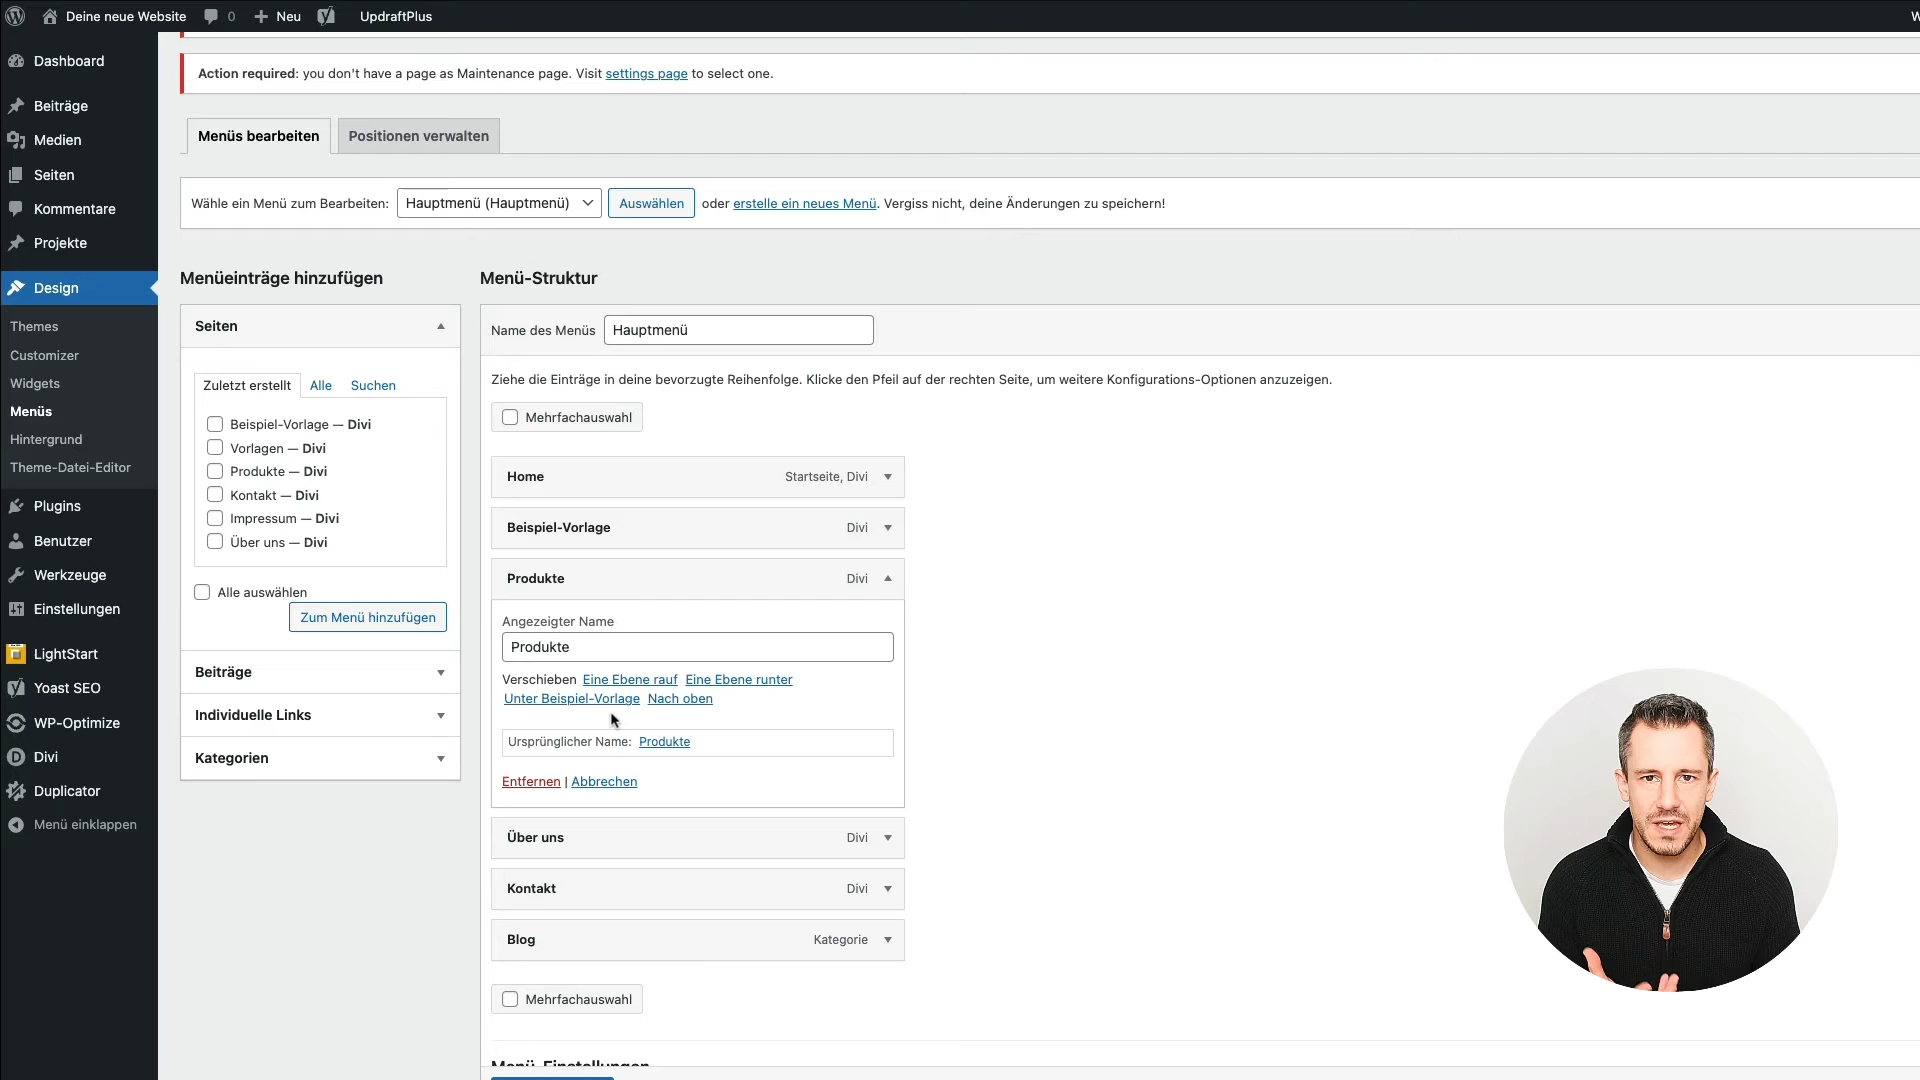 Deine neue Website 0 Neu UpdraftPlus W
Dashboard
Beiträge
Medien
Seiten
Kommentare
Projekte
Design
Themes
Customizer
Widgets
Menüs
Hintergrund
Theme-Datei-Editor
Plugins
Benutzer
Werkzeuge
Einstellungen
LightStart
Yoast SEO
WP-Optimize
Divi
Duplicator
Menü einklappen
Action required: you don't have a page as Maintenance page. Visit settings page to select one.
Menüs bearbeiten Positionen verwalten
Wähle ein Menü zum Bearbeiten: Hauptmenü (Hauptmenü) Auswählen oder erstelle ein neues Menü. Vergiss nicht, deine Änderungen zu speichern!
Menüeinträge hinzufügen
Seiten
Zuletzt erstellt Alle Suchen
Beispiel-Vorlage — Divi
Vorlagen — Divi
Produkte — Divi
Kontakt — Divi
Impressum — Divi
Über uns — Divi
Alle auswählen
Zum Menü hinzufügen
Beiträge
Individuelle Links
Kategorien
Menü-Struktur
Name des Menüs Hauptmenü
Ziehe die Einträge in deine bevorzugte Reihenfolge. Klicke den Pfeil auf der rechten Seite, um weitere Konfigurations-Optionen anzuzeigen.
Mehrfachauswahl
Home Startseite, Divi
Beispiel-Vorlage Divi
Produkte Divi
Angezeigter Name
Produkte
Verschieben Eine Ebene rauf Eine Ebene runter
Unter Beispiel-Vorlage Nach oben
Ursprünglicher Name: Produkte
Entfernen | Abbrechen
Über uns Divi
Kontakt Divi
Blog Kategorie
Mehrfachauswahl
Menü-Einstellungen